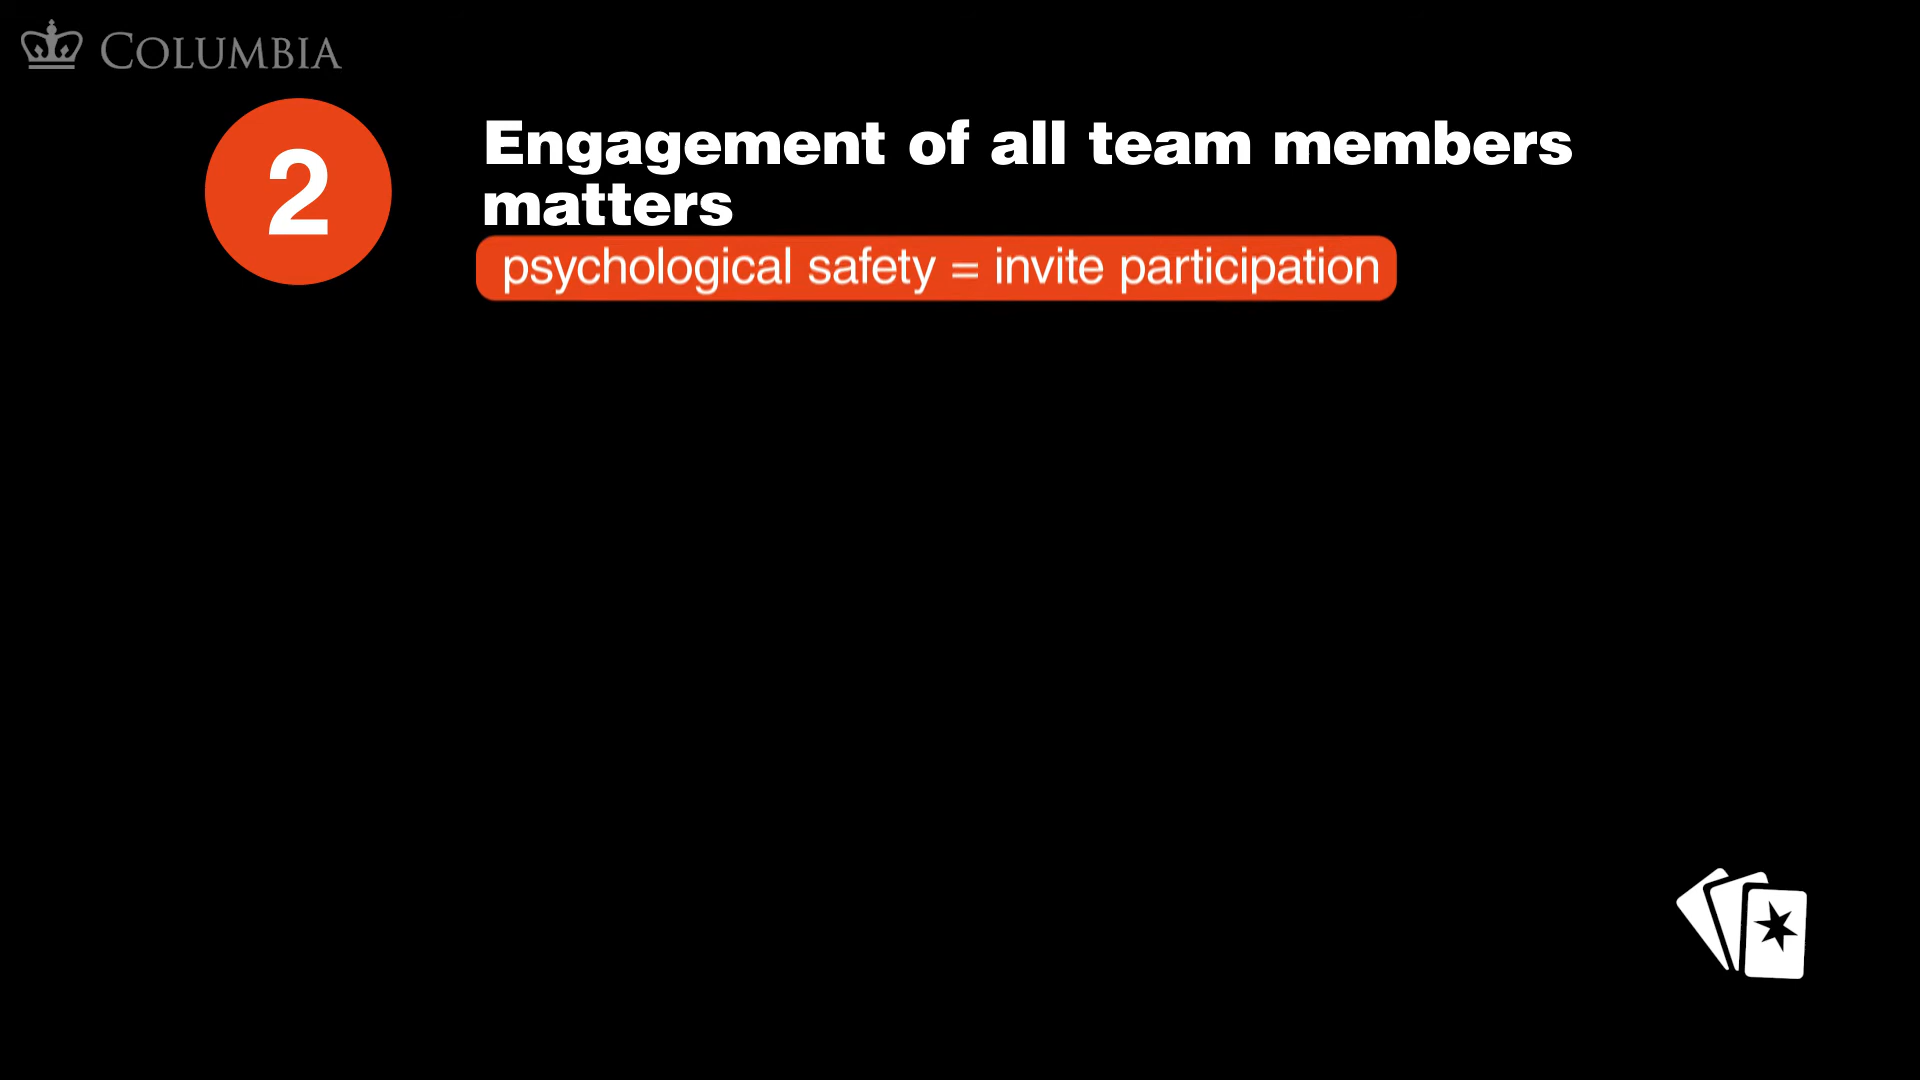 COLUMBIA
2
Engagement of all team members
matters
psychological safety = invite participation